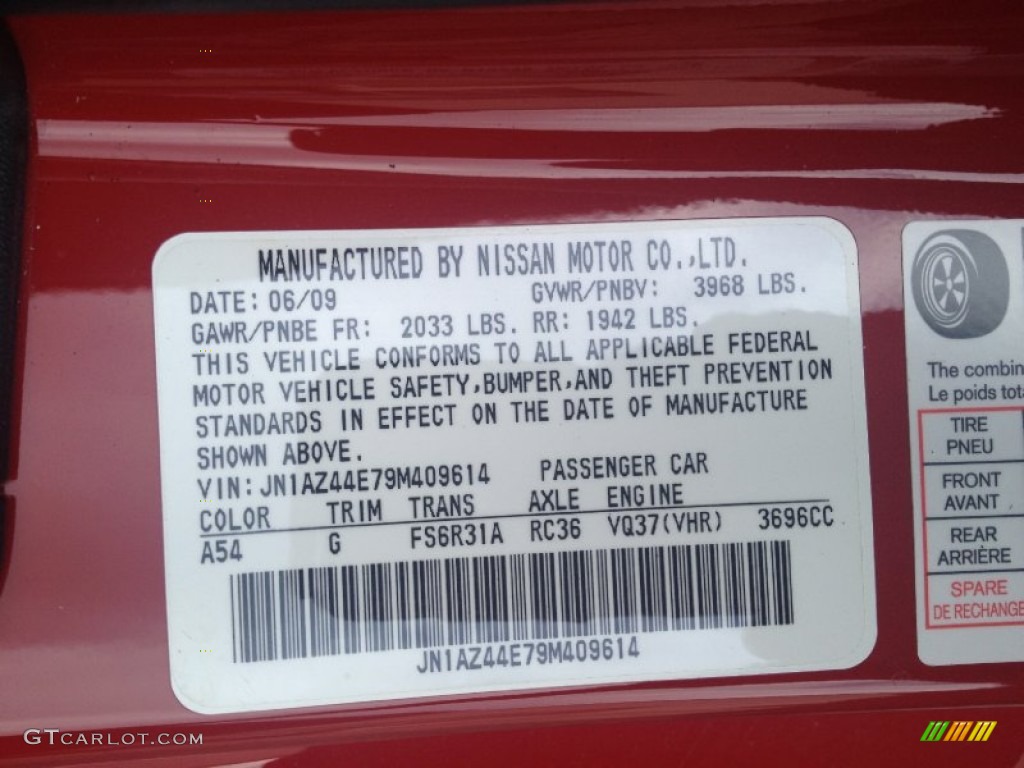 MANUFACTURED BY NISSAN MOTOR CO.,LTD.
DATE: 06/09 GVWR/PNBV: 3968 LBS.
GAWR/PNBE FR: 2033 LBS. RR: 1942 LBS.
THIS VEHICLE CONFORMS TO ALL APPLICABLE FEDERAL
MOTOR VEHICLE SAFETY,BUMPER,AND THEFT PREVENTION
STANDARDS IN EFFECT ON THE DATE OF MANUFACTURE
SHOWN ABOVE.
VIN:JN1AZ44E79M409614 PASSENGER CAR
COLOR TRIM TRANS AXLE ENGINE
A54 G FS6R31A RC36 VQ37(VHR) 3696CC
JN1AZ44E79M409614
The combin
Le poids tota
TIRE
PNEU
FRONT
AVANT
REAR
ARRIÈRE
SPARE
DE RECHANGE
GTCARLOT.COM